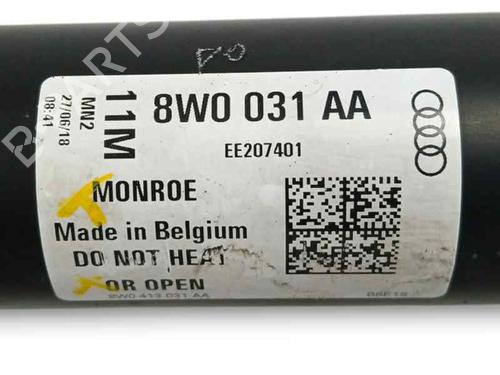 8W0 031 AA
11M
MN2
27/06/18
08:41
EE207401
MONROE
Made in Belgium
DO NOT HEAT
OR OPEN
8W0 413 031 AA